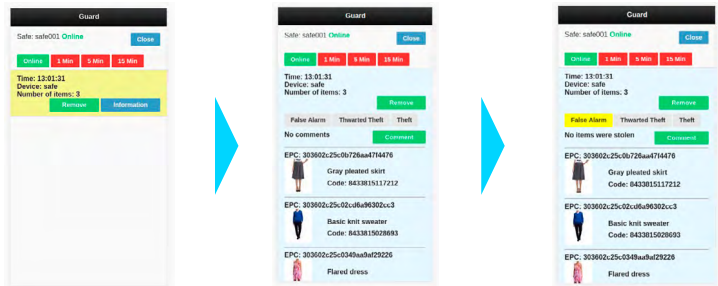 Guard
Safe: safe001 Online
Close
Online 1 Min 5 Min 15 Min
Time: 13:01:31
Device: safe
Number of items: 3
Remove Information
Guard
Safe: safe001 Online
Close
Online 1 Min 5 Min 15 Min
Time: 13:01:31
Device: safe
Number of items: 3
Remove
False Alarm Thwarted Theft Theft
No comments Comment
EPC: 303602c25c0b726aa47f4476
Gray pleated skirt
Code: 8433815117212
EPC: 303602c25c02cd6a96302cc3
Basic knit sweater
Code: 8433815028693
EPC: 303602c25c0349aa9af29226
Flared dress
Guard
Safe: safe001 Online
Close
Online 1 Min 5 Min 15 Min
Time: 13:01:31
Device: safe
Number of items: 3
Remove
False Alarm Thwarted Theft Theft
No items were stolen Comment
EPC: 303602c25c0b726aa47f4476
Gray pleated skirt
Code: 8433815117212
EPC: 303602c25c02cd6a96302cc3
Basic knit sweater
Code: 8433815028693
EPC: 303602c25c0349aa9af29226
Flared dress